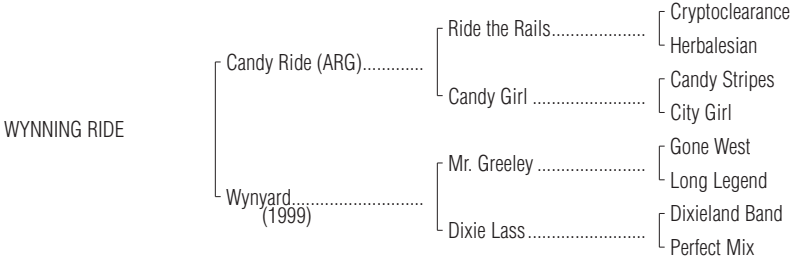 Cryptoclearance
Ride the Rails.....................
Herbalesian
Candy Ride (ARG).............
Candy Stripes
Candy Girl .........................
City Girl
WYNNING RIDE
Gone West
Mr. Greeley ........................
Long Legend
Wynyard............................
(1999)
Dixieland Band
Dixie Lass..........................
Perfect Mix